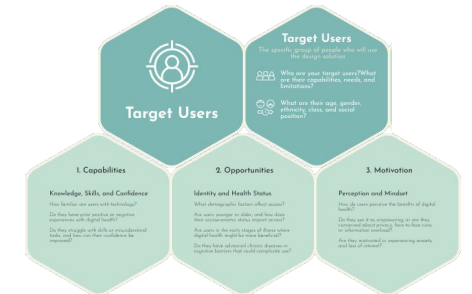 Target Users
Target Users
The specific group of people who will use
the design solution
Who are your target users?What
are their capabilities, needs, and
limitations?
What are their age, gender,
ethnicity, class, and social
position?
1. Capabilities
Knowledge, Skills, and Confidence
How familiar are users with technology?
Do they have prior positive or negative
experiences with digital health?
Do they struggle with skills or misunderstand
tasks, and how can their confidence be
improved?
2. Opportunities
Identity and Health Status
What demographic factors affect access?
Are users younger or older, and how does
their socioeconomic status impact access?
Are users in the early stages of illness where
digital health might be more beneficial?
Do they have advanced chronic diseases or
cognitive barriers that could complicate use?
3. Motivation
Perception and Mindset
How do users perceive the benefits of digital
health?
Do they see it as empowering or are they
concerned about privacy, face-to-face care,
or information overload?
Are they motivated or experiencing anxiety
and loss of interest?